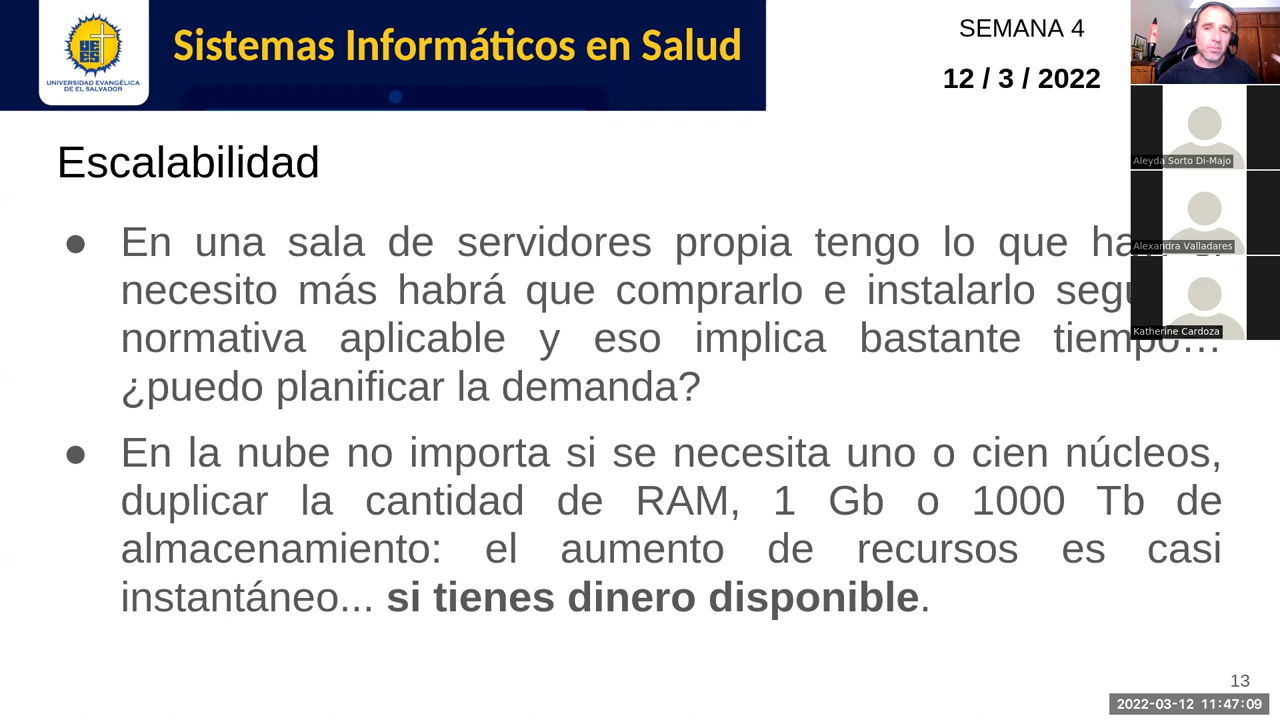 UNIVERSIDAD EVANGÉLICA
DE EL SALVADOR
Sistemas Informáticos en Salud
SEMANA 4
12 / 3 / 2022
Escalabilidad
● En una sala de servidores propia tengo lo que
necesito más habrá que comprarlo e instalarlo
normativa aplicable y eso implica bastante tiempo…
¿puedo planificar la demanda?
● En la nube no importa si se necesita uno o cien núcleos,
duplicar la cantidad de RAM, 1 Gb o 1000 Tb de
almacenamiento: el aumento de recursos es casi
instantáneo... si tienes dinero disponible.
Aleyda Sorto Di-Majo
Alexandra Valladares
Katherine Cardoza
13
2022-03-12 11:47:09